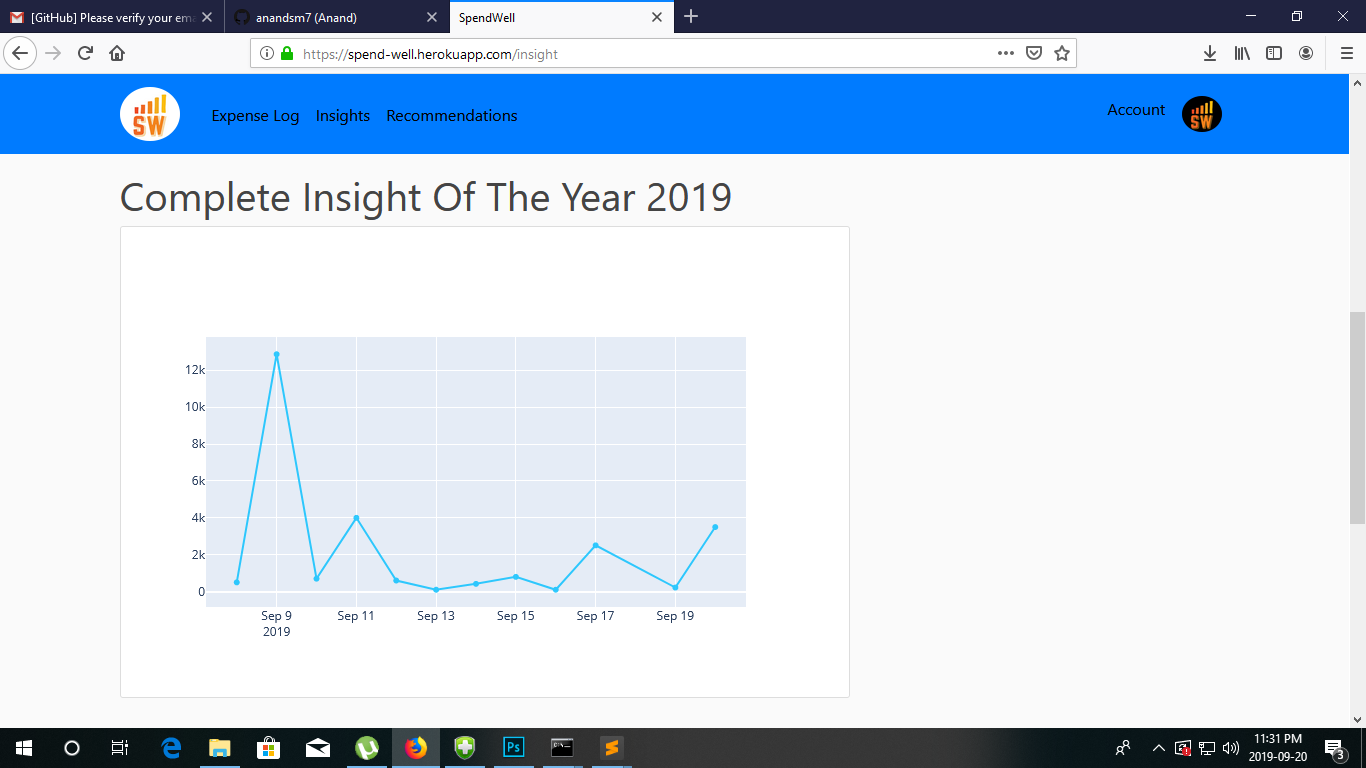 [GitHub] Please verify your ema
anandsm7 (Anand)
SpendWell
https://spend-well.herokuapp.com/insight
SW
Expense Log
Insights
Recommendations
Account
SW
Complete Insight Of The Year 2019
12k
10k
8k
6k
4k
2k
0
Sep 9
2019
Sep 11
Sep 13
Sep 15
Sep 17
Sep 19
Ps
11:31 PM
2019-09-20
3